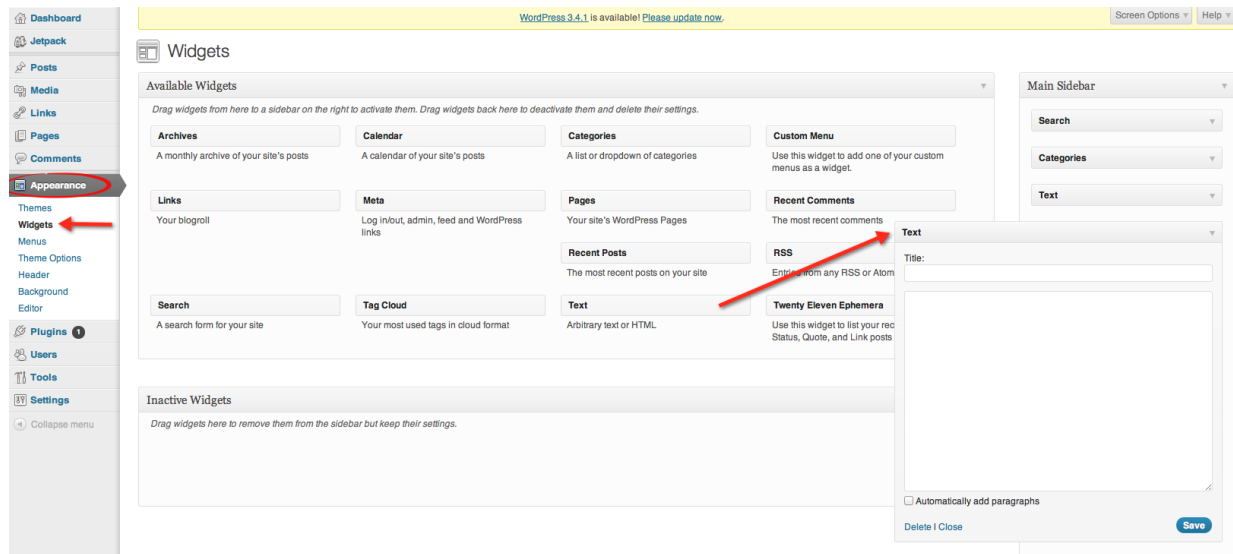 WordPress 3.4.1 is available! Please update now.
Screen Options
Help
Dashboard
Jetpack
Posts
Media
Links
Pages
Comments
Appearance
Themes
Widgets
Menus
Theme Options
Header
Background
Editor
Plugins 1
Users
Tools
Settings
Collapse menu
Widgets
Available Widgets
Drag widgets from here to a sidebar on the right to activate them. Drag widgets back here to deactivate them and delete their settings.
Archives
A monthly archive of your site's posts
Calendar
A calendar of your site's posts
Categories
A list or dropdown of categories
Custom Menu
Use this widget to add one of your custom
menus as a widget.
Links
Your blogroll
Meta
Log in/out, admin, feed and WordPress
links
Pages
Your site's WordPress Pages
Recent Comments
The most recent comments
Recent Posts
The most recent posts on your site
RSS
Entries from any RSS or Atom
Search
A search form for your site
Tag Cloud
Your most used tags in cloud format
Text
Arbitrary text or HTML
Twenty Eleven Ephemera
Use this widget to list your rec
Status, Quote, and Link posts
Inactive Widgets
Drag widgets here to remove them from the sidebar but keep their settings.
Main Sidebar
Search
Categories
Text
Text
Title:
Automatically add paragraphs
Delete | Close
Save